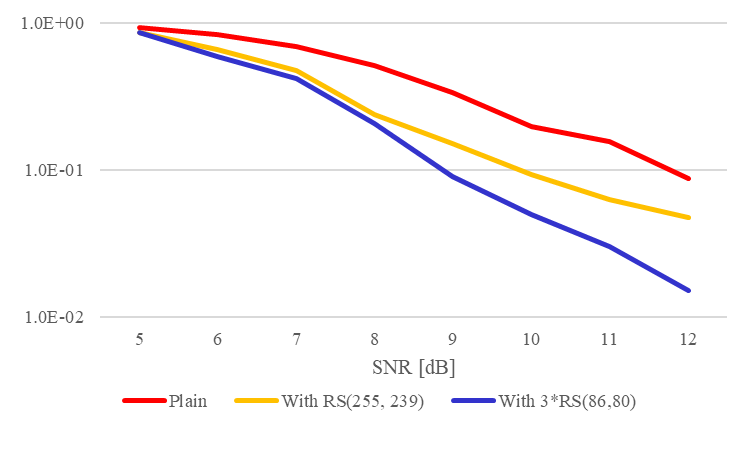 1.0E+00
1.0E-01
1.0E-02
5 6 7 8 9 10 11 12
SNR [dB]
Plain With RS(255, 239) With 3*RS(86,80)